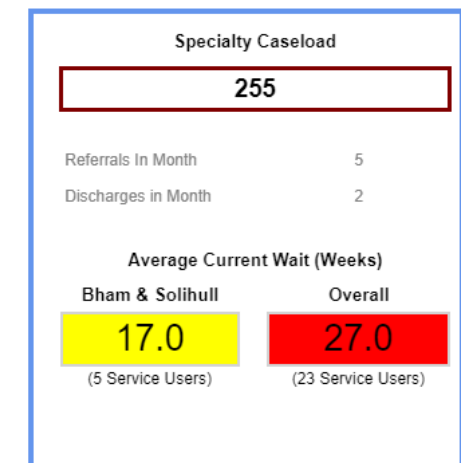 Specialty Caseload
255
Referrals In Month 5
Discharges in Month 2
Average Current Wait (Weeks)
Bham & Solihull Overall
17.0 27.0
(5 Service Users) (23 Service Users)